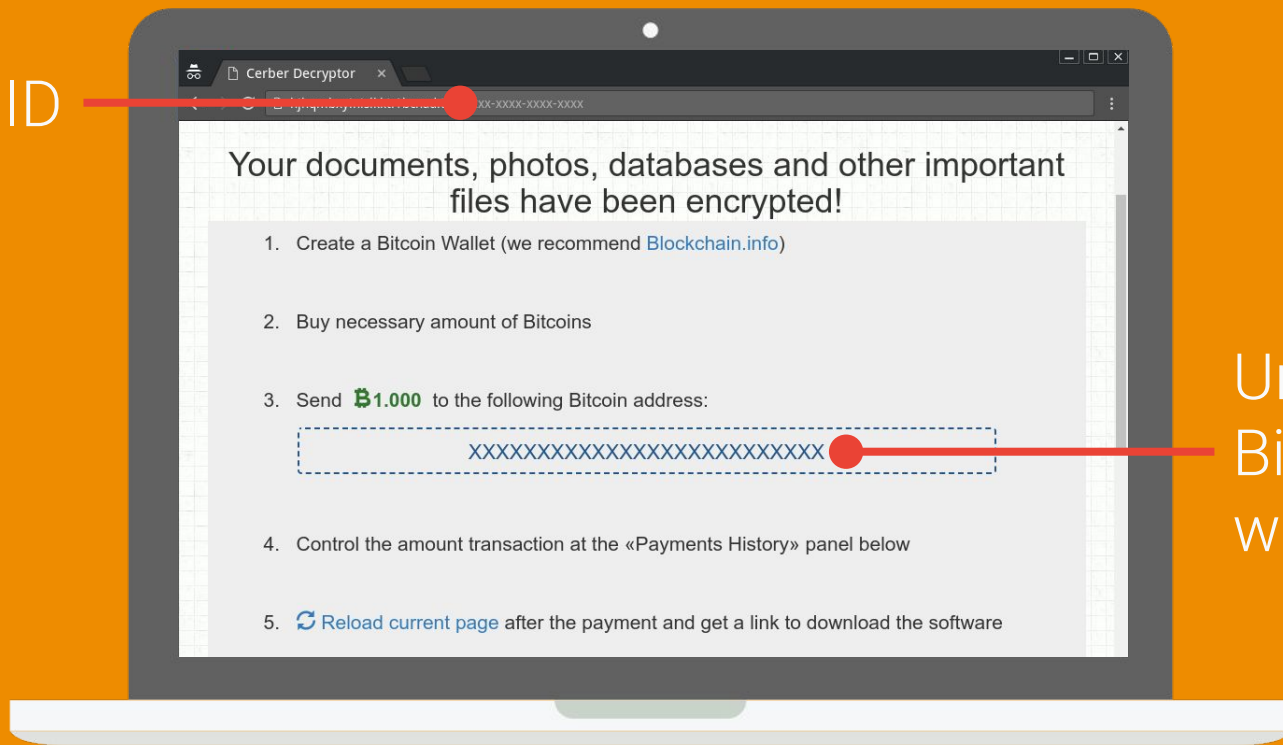 ID
Cerber Decryptor
xx-xxxx-xxxx-xxxx
Your documents, photos, databases and other important
files have been encrypted!
1. Create a Bitcoin Wallet (we recommend Blockchain.info)
2. Buy necessary amount of Bitcoins
3. Send ₿1.000 to the following Bitcoin address:
XXXXXXXXXXXXXXXXXXXXXXXXXX
4. Control the amount transaction at the «Payments History» panel below
5. Reload current page after the payment and get a link to download the software